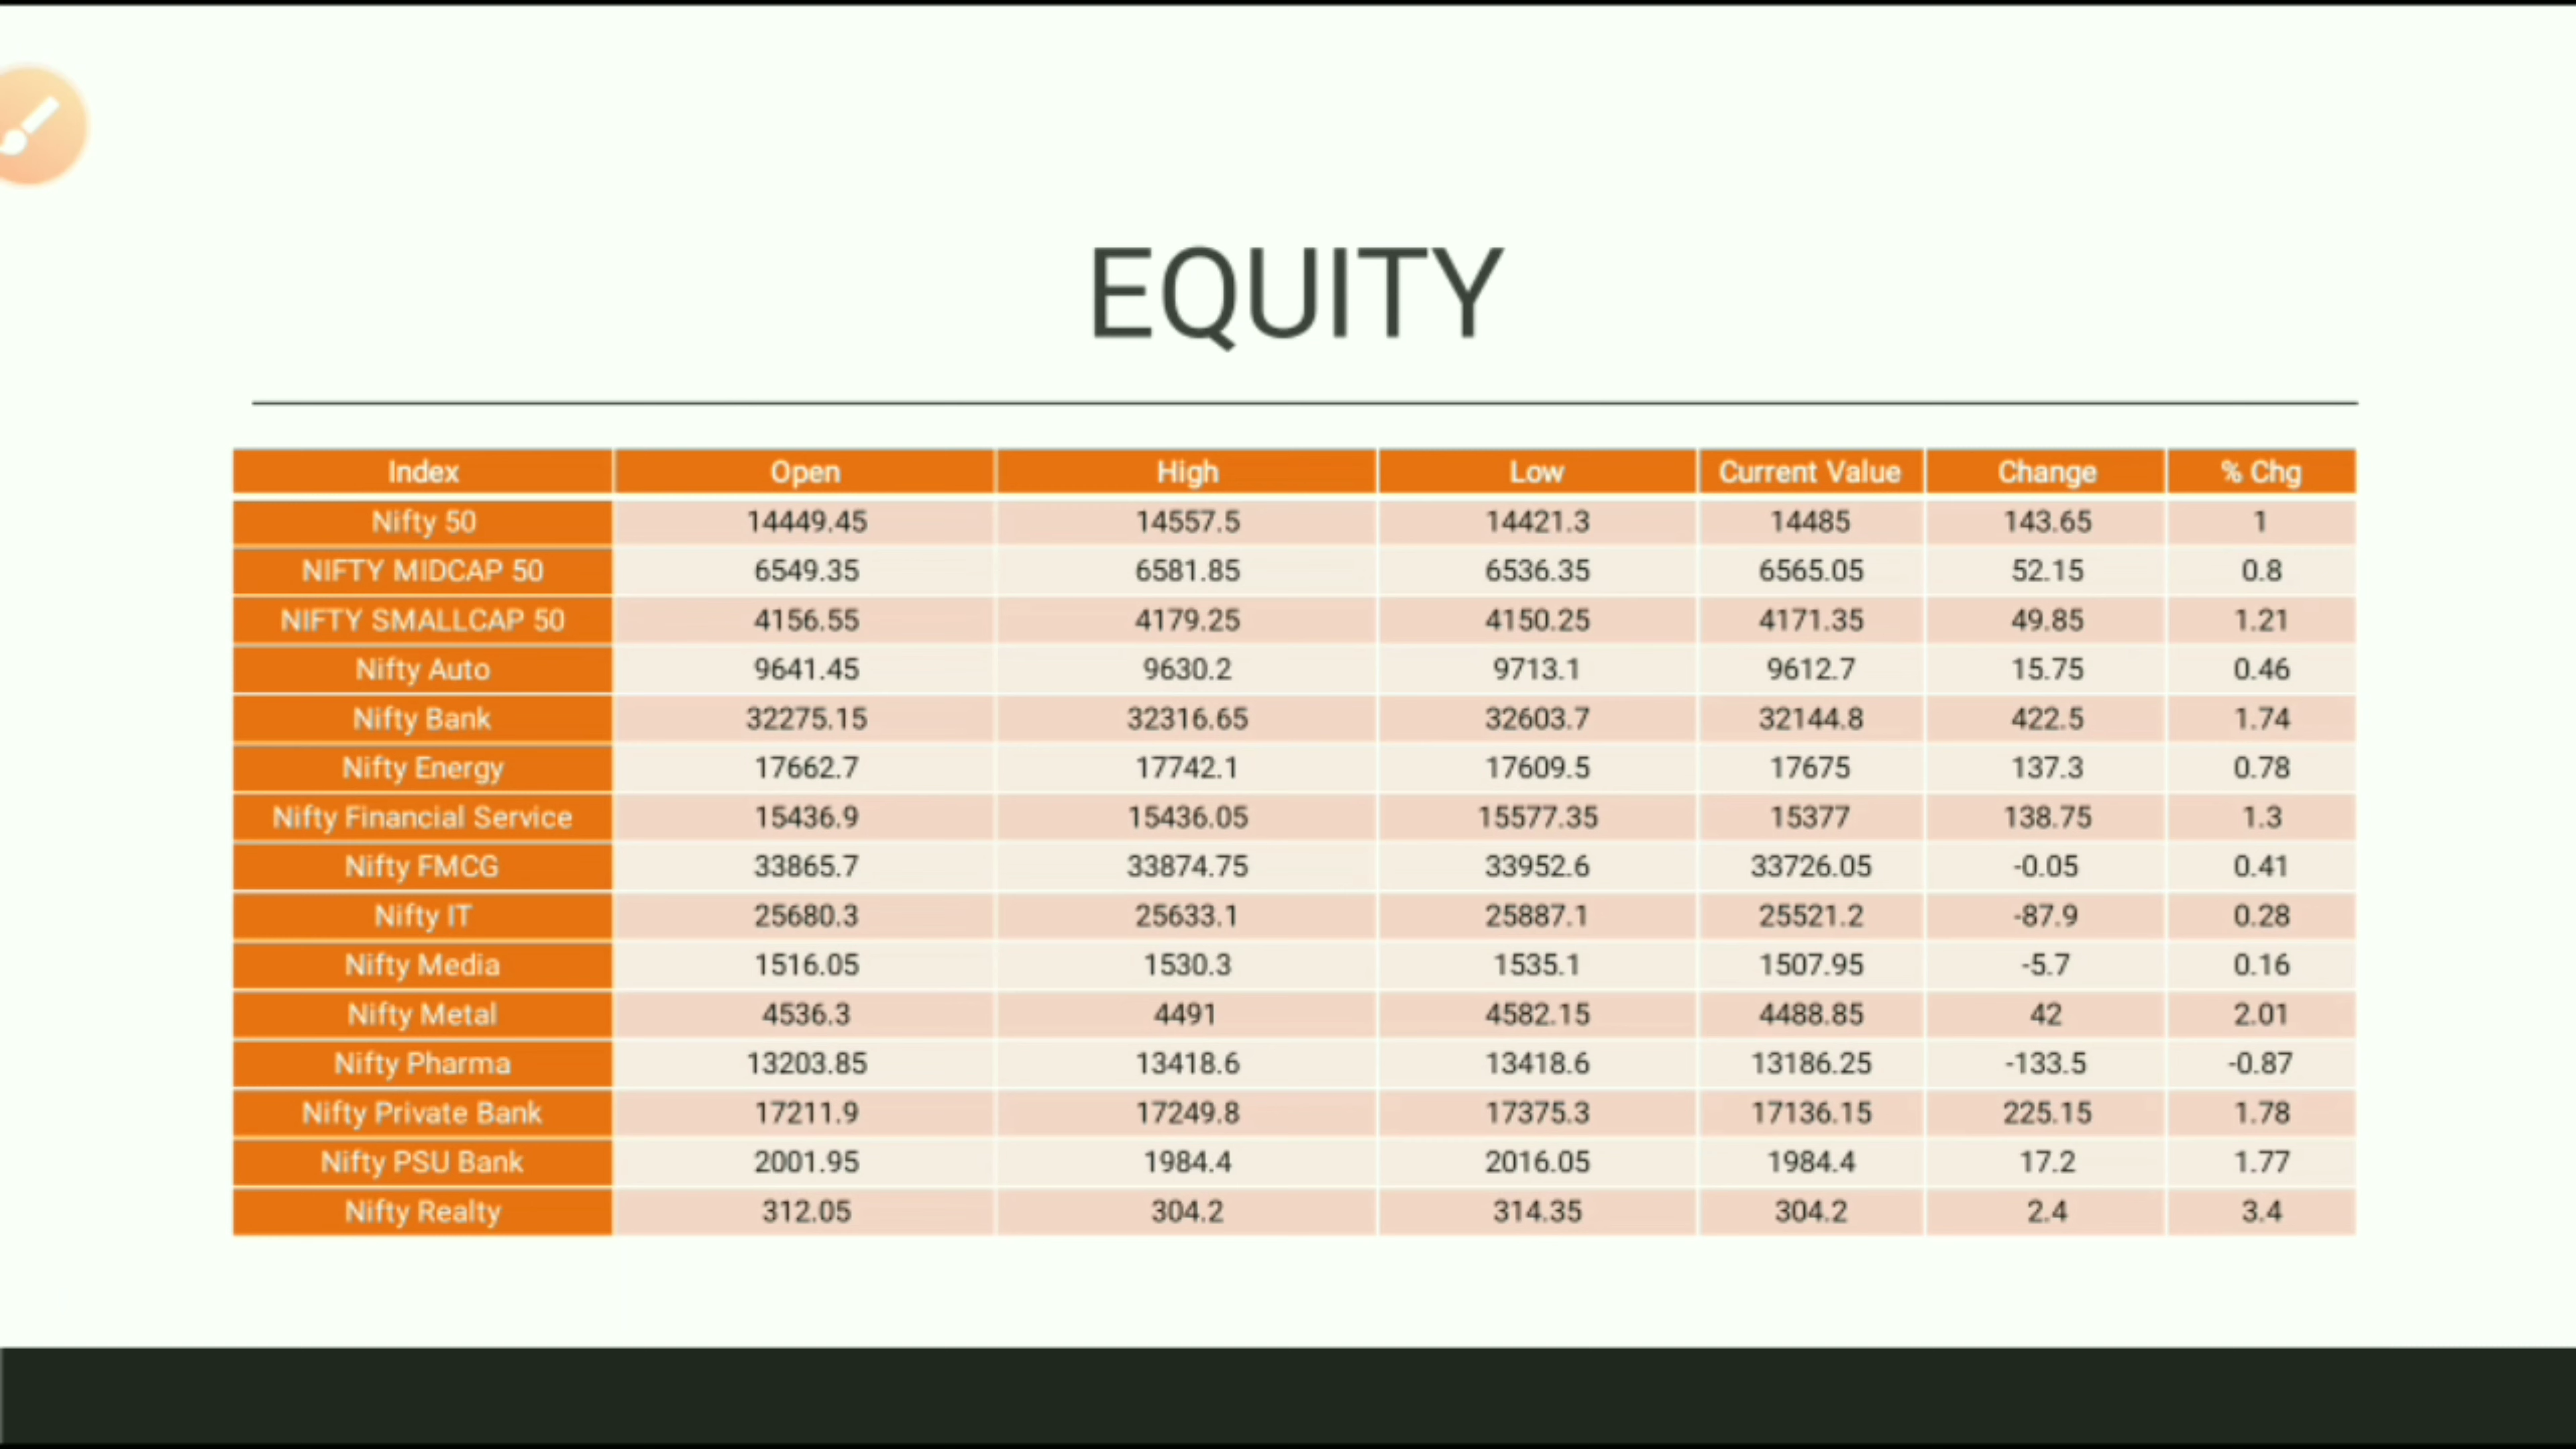 EQUITY
Index Open High Low Current Value Change % Chg
Nifty 50 14449.45 14557.5 14421.3 14485 143.65 1
NIFTY MIDCAP 50 6549.35 6581.85 6536.35 6565.05 52.15 0.8
NIFTY SMALLCAP 50 4156.55 4179.25 4150.25 4171.35 49.85 1.21
Nifty Auto 9641.45 9630.2 9713.1 9612.7 15.75 0.46
Nifty Bank 32275.15 32316.65 32603.7 32144.8 422.5 1.74
Nifty Energy 17662.7 17742.1 17609.5 17675 137.3 0.78
Nifty Financial Service 15436.9 15436.05 15577.35 15377 138.75 1.3
Nifty FMCG 33865.7 33874.75 33952.6 33726.05 -0.05 0.41
Nifty IT 25680.3 25633.1 25887.1 25521.2 -87.9 0.28
Nifty Media 1516.05 1530.3 1535.1 1507.95 -5.7 0.16
Nifty Metal 4536.3 4491 4582.15 4488.85 42 2.01
Nifty Pharma 13203.85 13418.6 13418.6 13186.25 -133.5 -0.87
Nifty Private Bank 17211.9 17249.8 17375.3 17136.15 225.15 1.78
Nifty PSU Bank 2001.95 1984.4 2016.05 1984.4 17.2 1.77
Nifty Realty 312.05 304.2 314.35 304.2 2.4 3.4